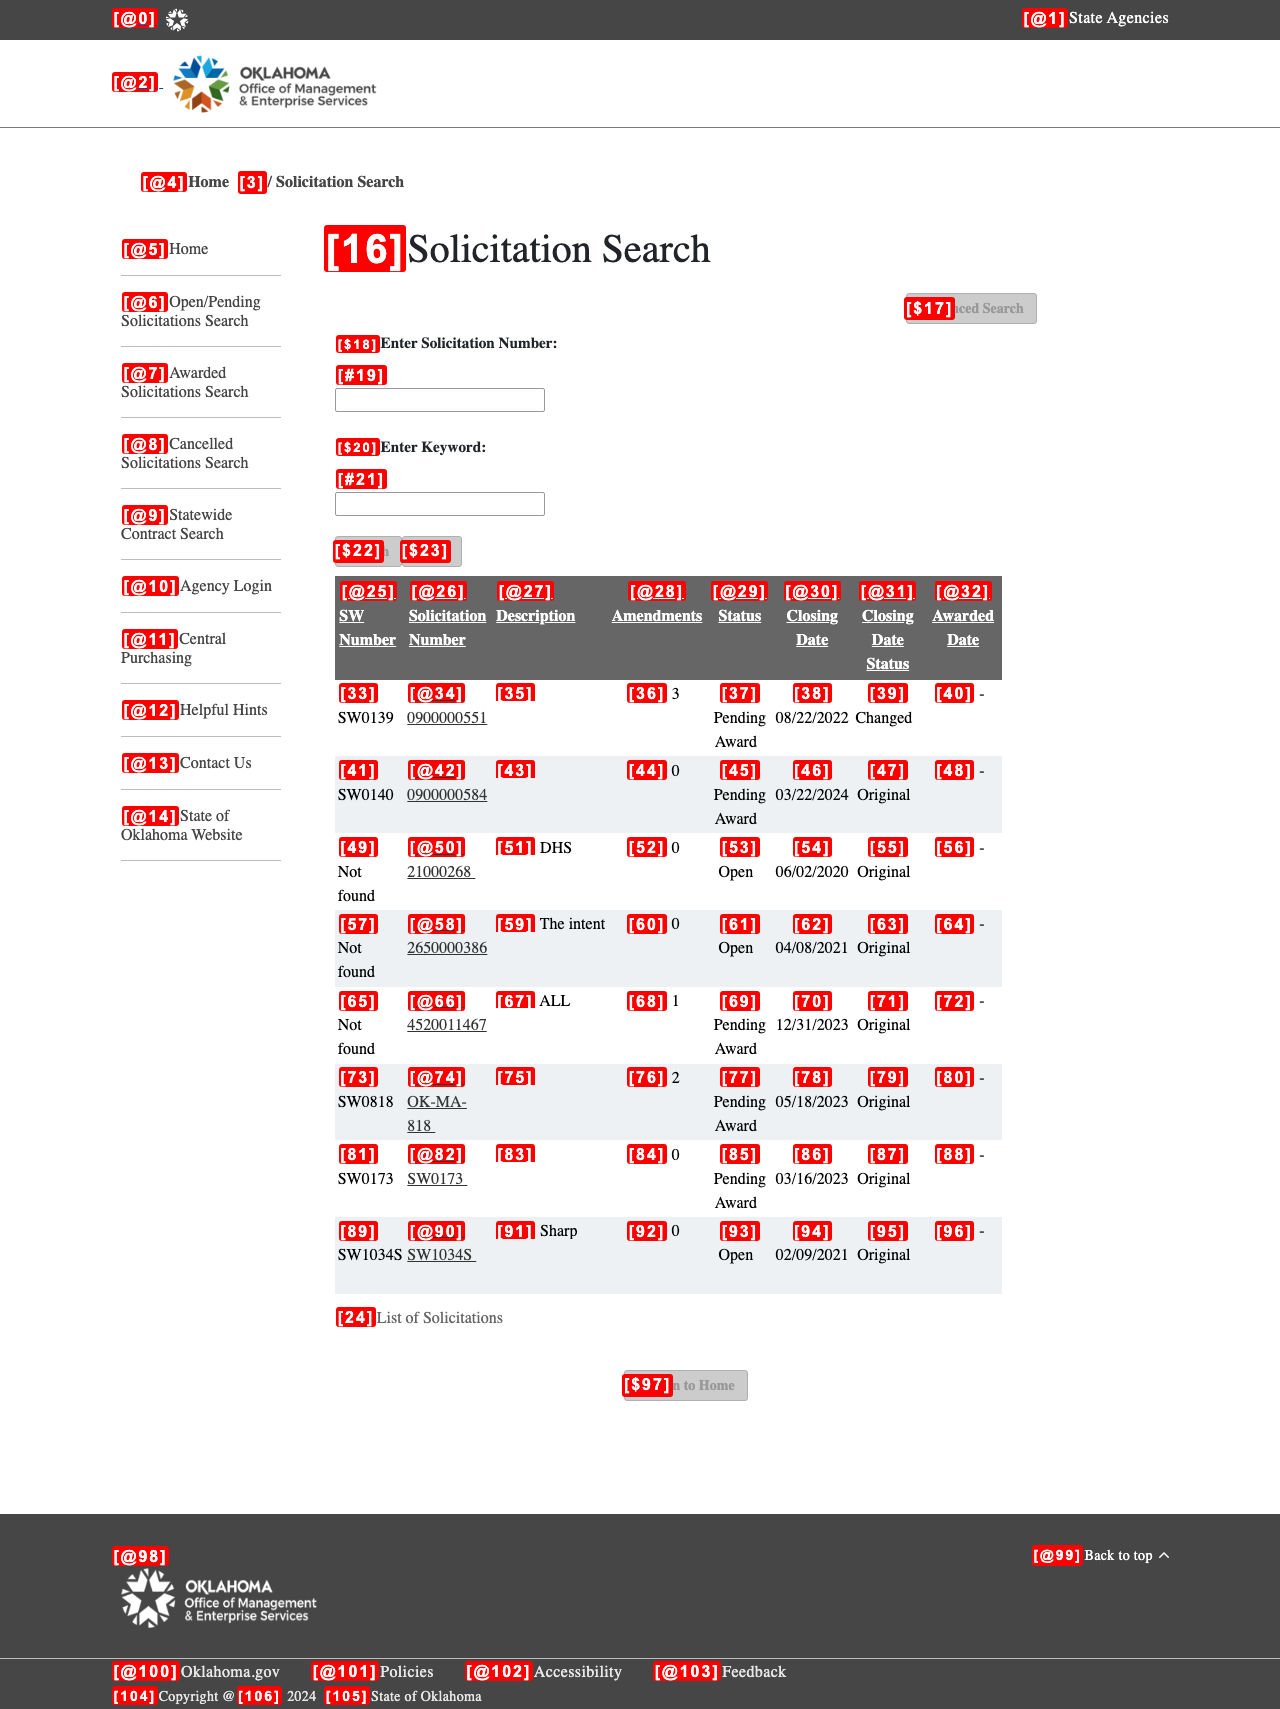 [@0]
[@1] State Agencies
[@2]
OKLAHOMA
Office of Management
& Enterprise Services
[@4] Home [3] / Solicitation Search
[@5] Home
[@6] Open/Pending
Solicitations Search
[@7] Awarded
Solicitations Search
[@8] Cancelled
Solicitations Search
[@9] Statewide
Contract Search
[@10] Agency Login
[@11] Central
Purchasing
[@12] Helpful Hints
[@13] Contact Us
[@14] State of
Oklahoma Website
[16] Solicitation Search
[$17] nced Search
[$18] Enter Solicitation Number:
[#19]
[$20] Enter Keyword:
[#21]
[$22] [$23]
[@25] SW Number [@26] Solicitation Number [@27] Description [@28] Amendments [@29] Status [@30] Closing Date [@31] Closing Date Status [@32] Awarded Date
[33] SW0139 [@34] 0900000551 [35] [36] 3 [37] Pending Award [38] 08/22/2022 [39] Changed [40] -
[41] SW0140 [@42] 0900000584 [43] [44] 0 [45] Pending Award [46] 03/22/2024 [47] Original [48] -
[49] Not found [@50] 21000268 [51] DHS [52] 0 [53] Open [54] 06/02/2020 [55] Original [56] -
[57] Not found [@58] 2650000386 [59] The intent [60] 0 [61] Open [62] 04/08/2021 [63] Original [64] -
[65] Not found [@66] 4520011467 [67] ALL [68] 1 [69] Pending Award [70] 12/31/2023 [71] Original [72] -
[73] SW0818 [@74] OK-MA-818 [75] [76] 2 [77] Pending Award [78] 05/18/2023 [79] Original [80] -
[81] SW0173 [@82] SW0173 [83] [84] 0 [85] Pending Award [86] 03/16/2023 [87] Original [88] -
[89] SW1034S [@90] SW1034S [91] Sharp [92] 0 [93] Open [94] 02/09/2021 [95] Original [96] -
[24] List of Solicitations
[$97] n to Home
[@98]
OKLAHOMA
Office of Management
& Enterprise Services
[@99] Back to top
[@100] Oklahoma.gov [@101] Policies [@102] Accessibility [@103] Feedback
[104] Copyright @ [106] 2024 [105] State of Oklahoma